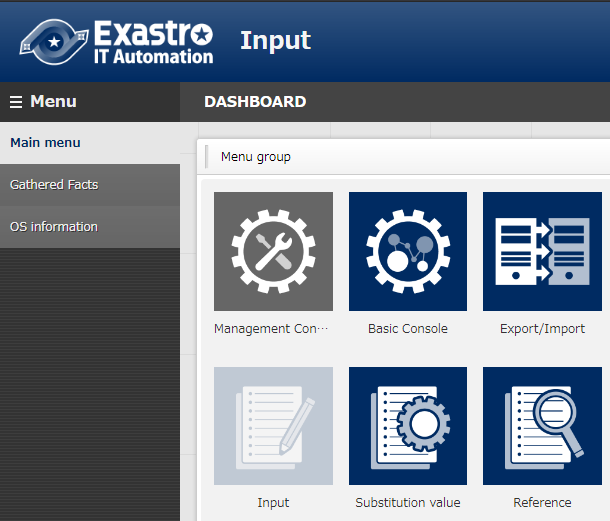 Exastro
IT Automation
Input
Menu
DASHBOARD
Main menu
Menu group
Gathered Facts
OS information
Management Con…
Basic Console
Export/Import
Input
Substitution value
Reference